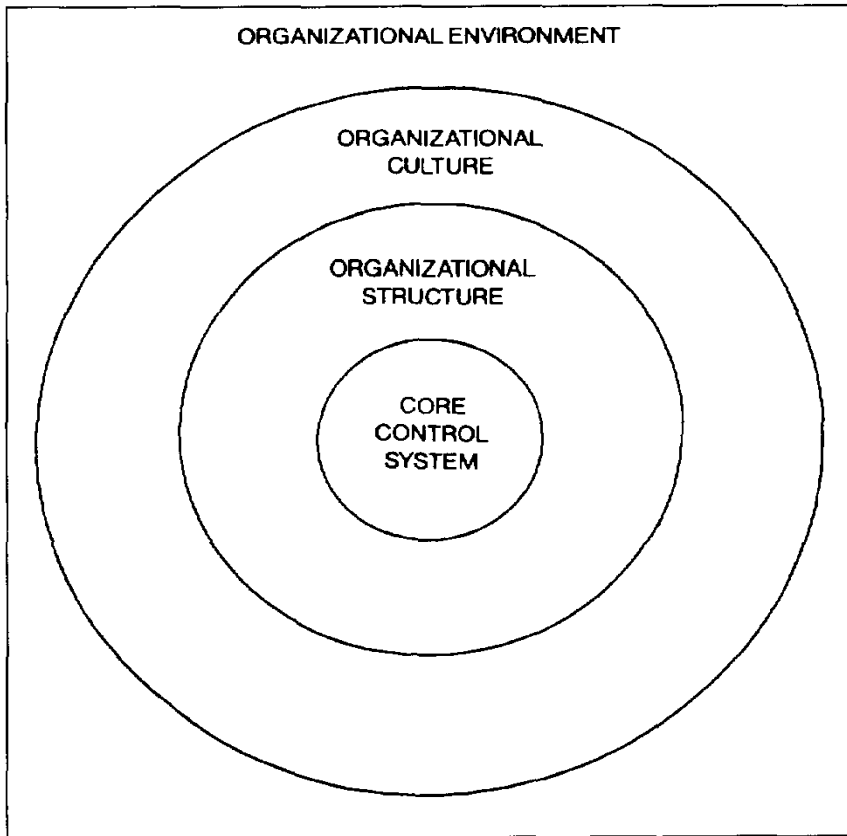 ORGANIZATIONAL ENVIRONMENT
ORGANIZATIONAL
CULTURE
ORGANIZATIONAL
STRUCTURE
CORE
CONTROL
SYSTEM